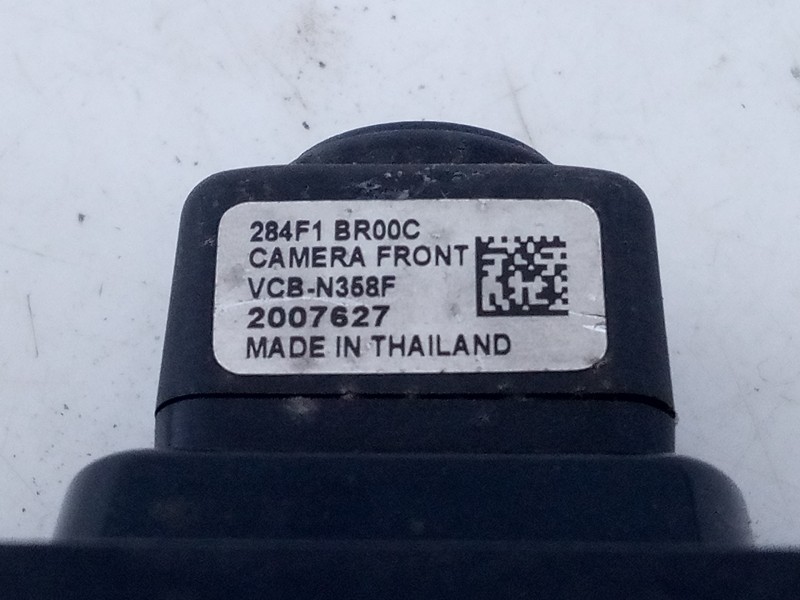 284F1 BR00C
CAMERA FRONT
VCB-N358F
2007627
MADE IN THAILAND